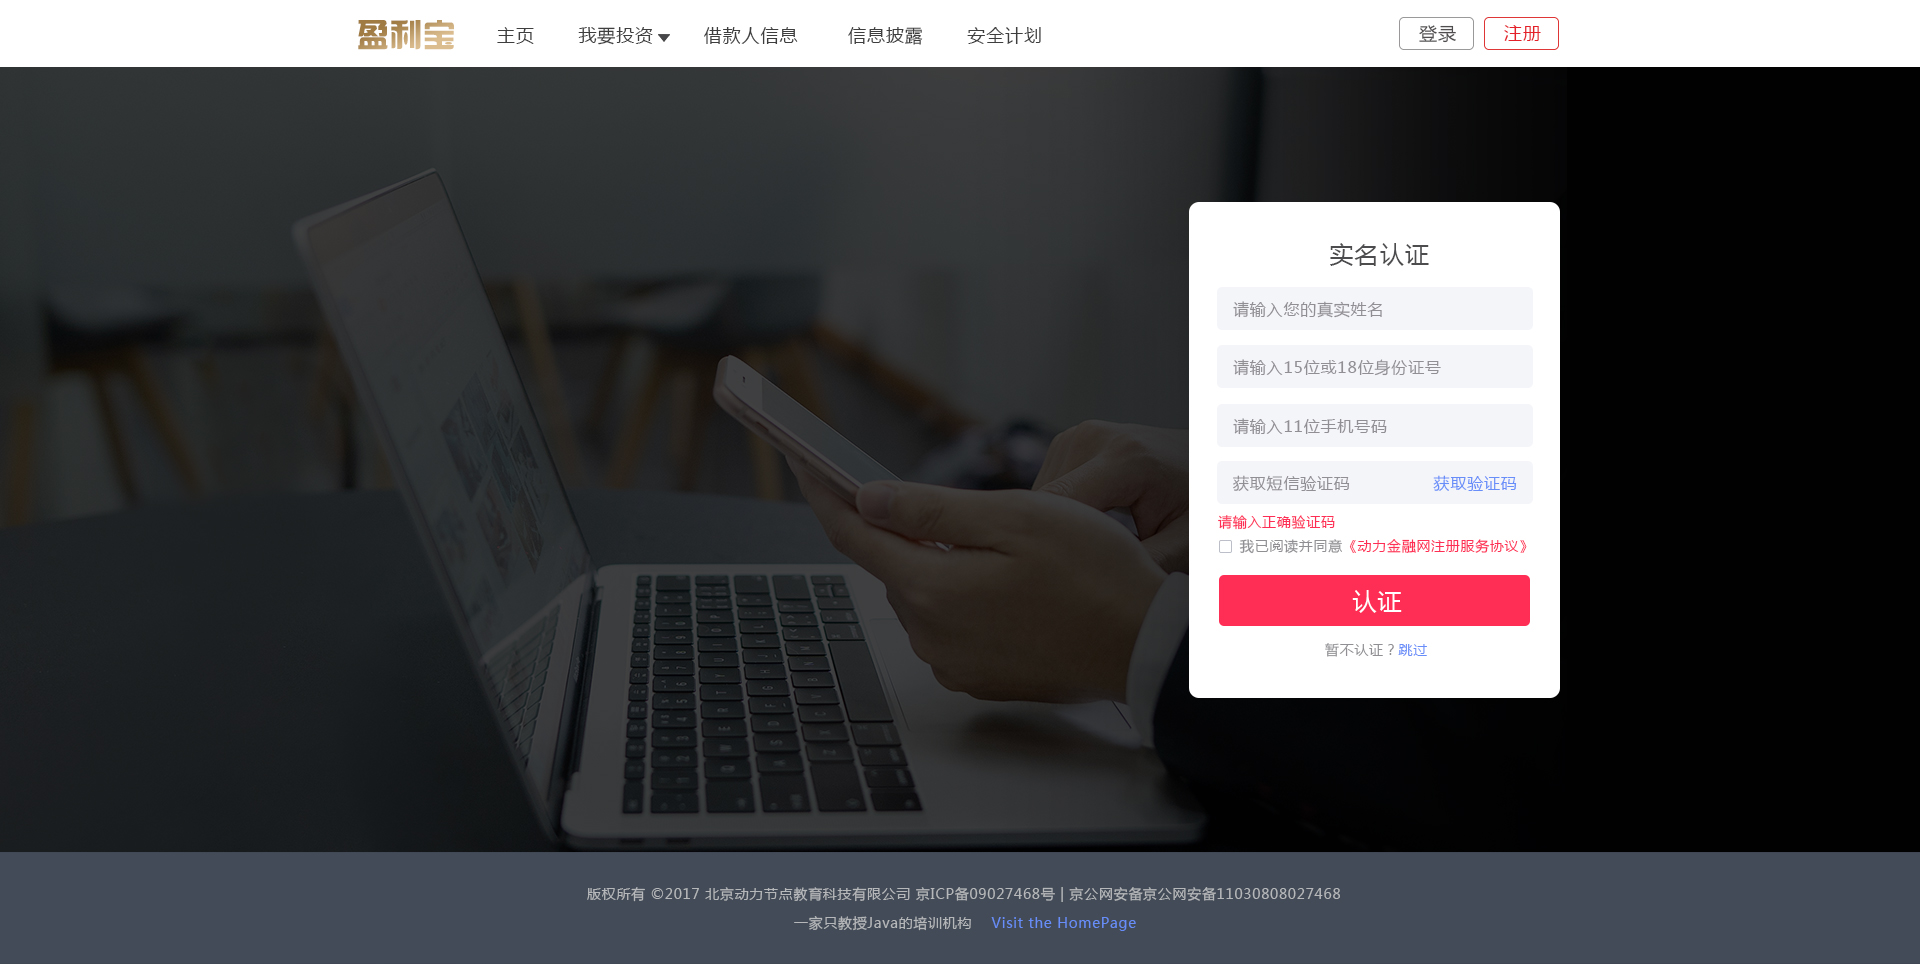 盈利宝 主页 我要投资 借款人信息 信息披露 安全计划 登录 注册
实名认证
请输入您的真实姓名
请输入15位或18位身份证号
请输入11位手机号码
获取短信验证码 获取验证码
请输入正确验证码
我已阅读并同意《动力金融网注册服务协议》
认证
暂不认证？跳过
版权所有 ©2017 北京动力节点教育科技有限公司 京ICP备09027468号 | 京公网安备京公网安备11030808027468
一家只教授Java的培训机构 Visit the HomePage